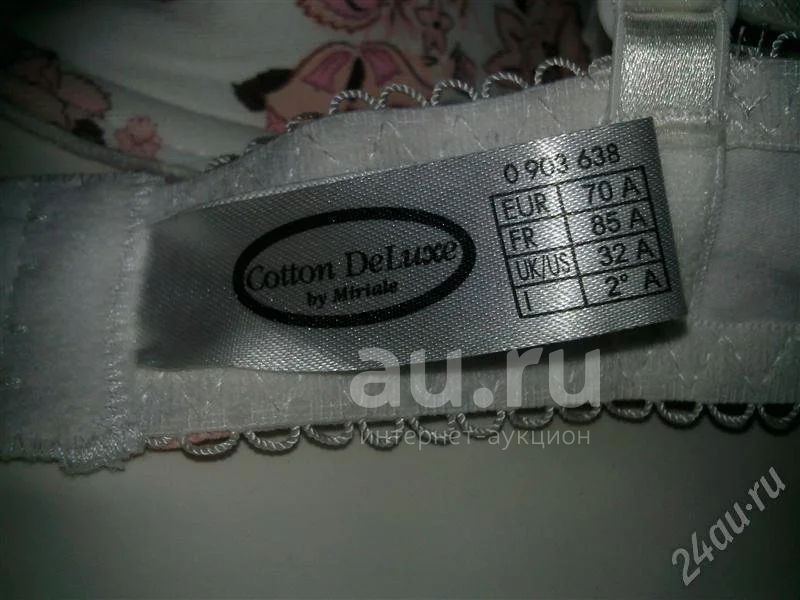 0 903 638
EUR 70 A
FR 85 A
UK/US 32 A
I 2° A
Cotton DeLuxe
by Miriale
au.ru
интернет-аукцион
24au.ru